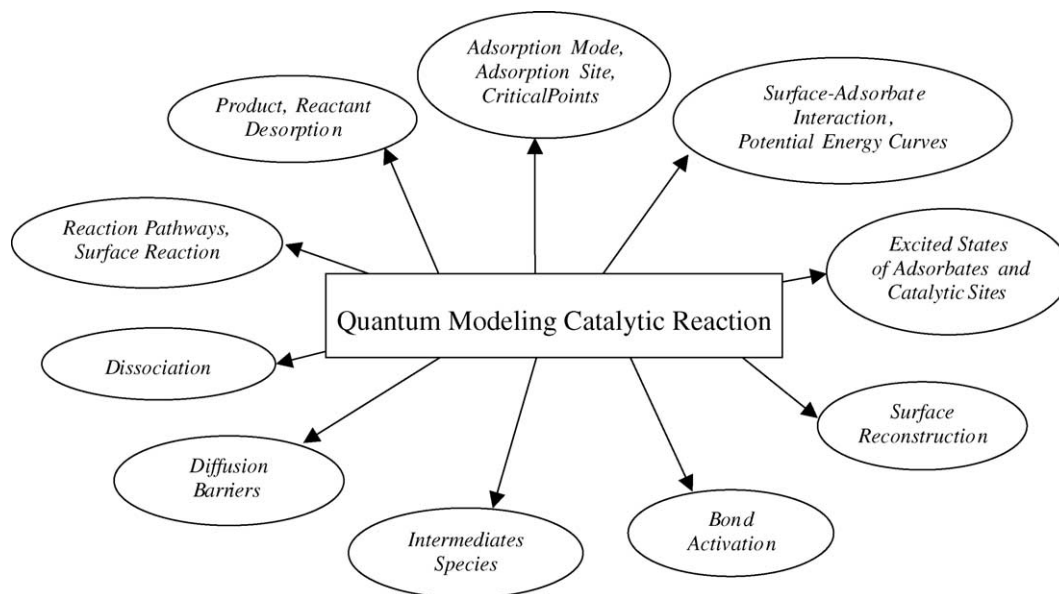 Adsorption Mode,
Adsorption Site,
CriticalPoints
Product, Reactant
Desorption
Surface-Adsorbate
Interaction,
Potential Energy Curves
Reaction Pathways,
Surface Reaction
Excited States
of Adsorbates and
Catalytic Sites
Quantum Modeling Catalytic Reaction
Dissociation
Surface
Reconstruction
Diffusion
Barriers
Bond
Activation
Intermediates
Species